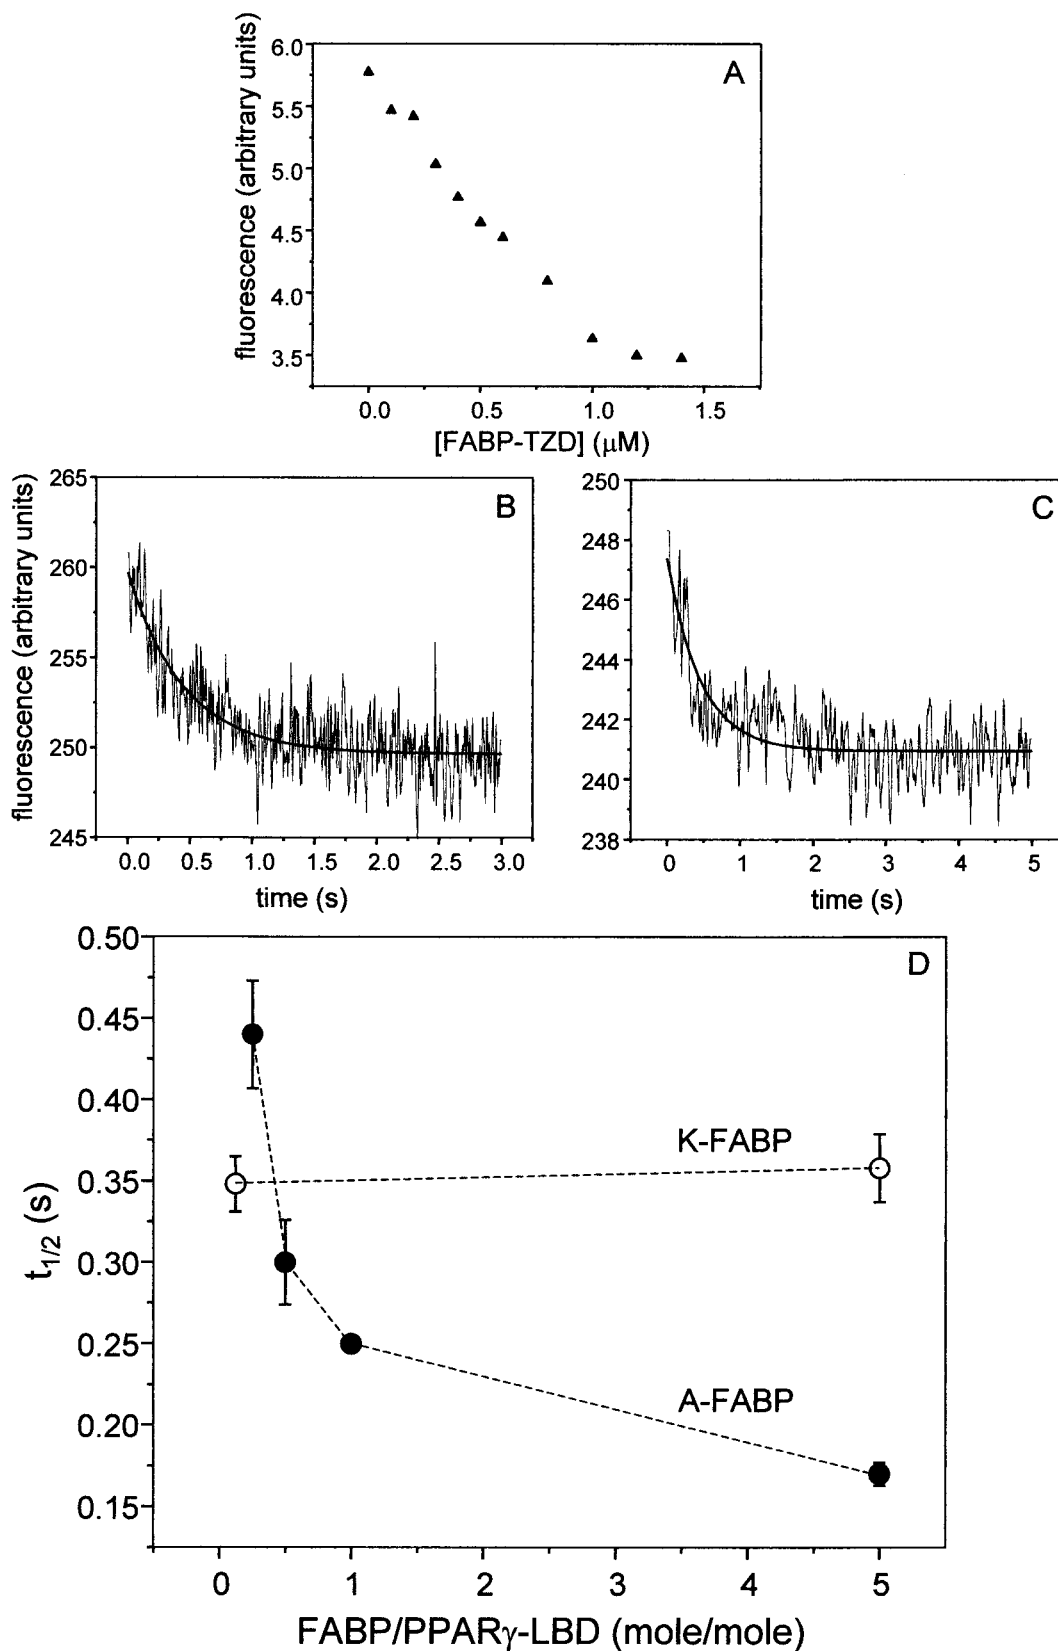 A
6.0
5.5
5.0
4.5
4.0
3.5
fluorescence (arbitrary units)
0.0 0.5 1.0 1.5
[FABP-TZD] (μM)
B
265
260
255
250
245
fluorescence (arbitrary units)
0.0 0.5 1.0 1.5 2.0 2.5 3.0
time (s)
C
250
248
246
244
242
240
238
0 1 2 3 4 5
time (s)
D
0.50
0.45
0.40
0.35
0.30
0.25
0.20
0.15
t1/2 (s)
K-FABP
A-FABP
0 1 2 3 4 5
FABP/PPARγ-LBD (mole/mole)